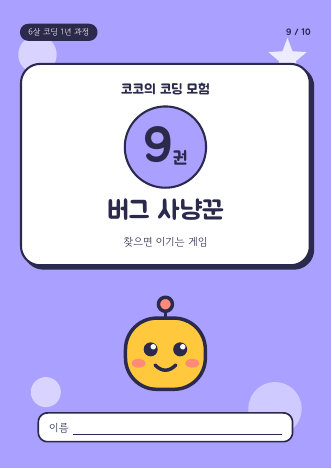 6살 코딩 1년 과정
9 / 10
코코의 코딩 모험
9권
버그 사냥꾼
찾으면 이기는 게임
이름